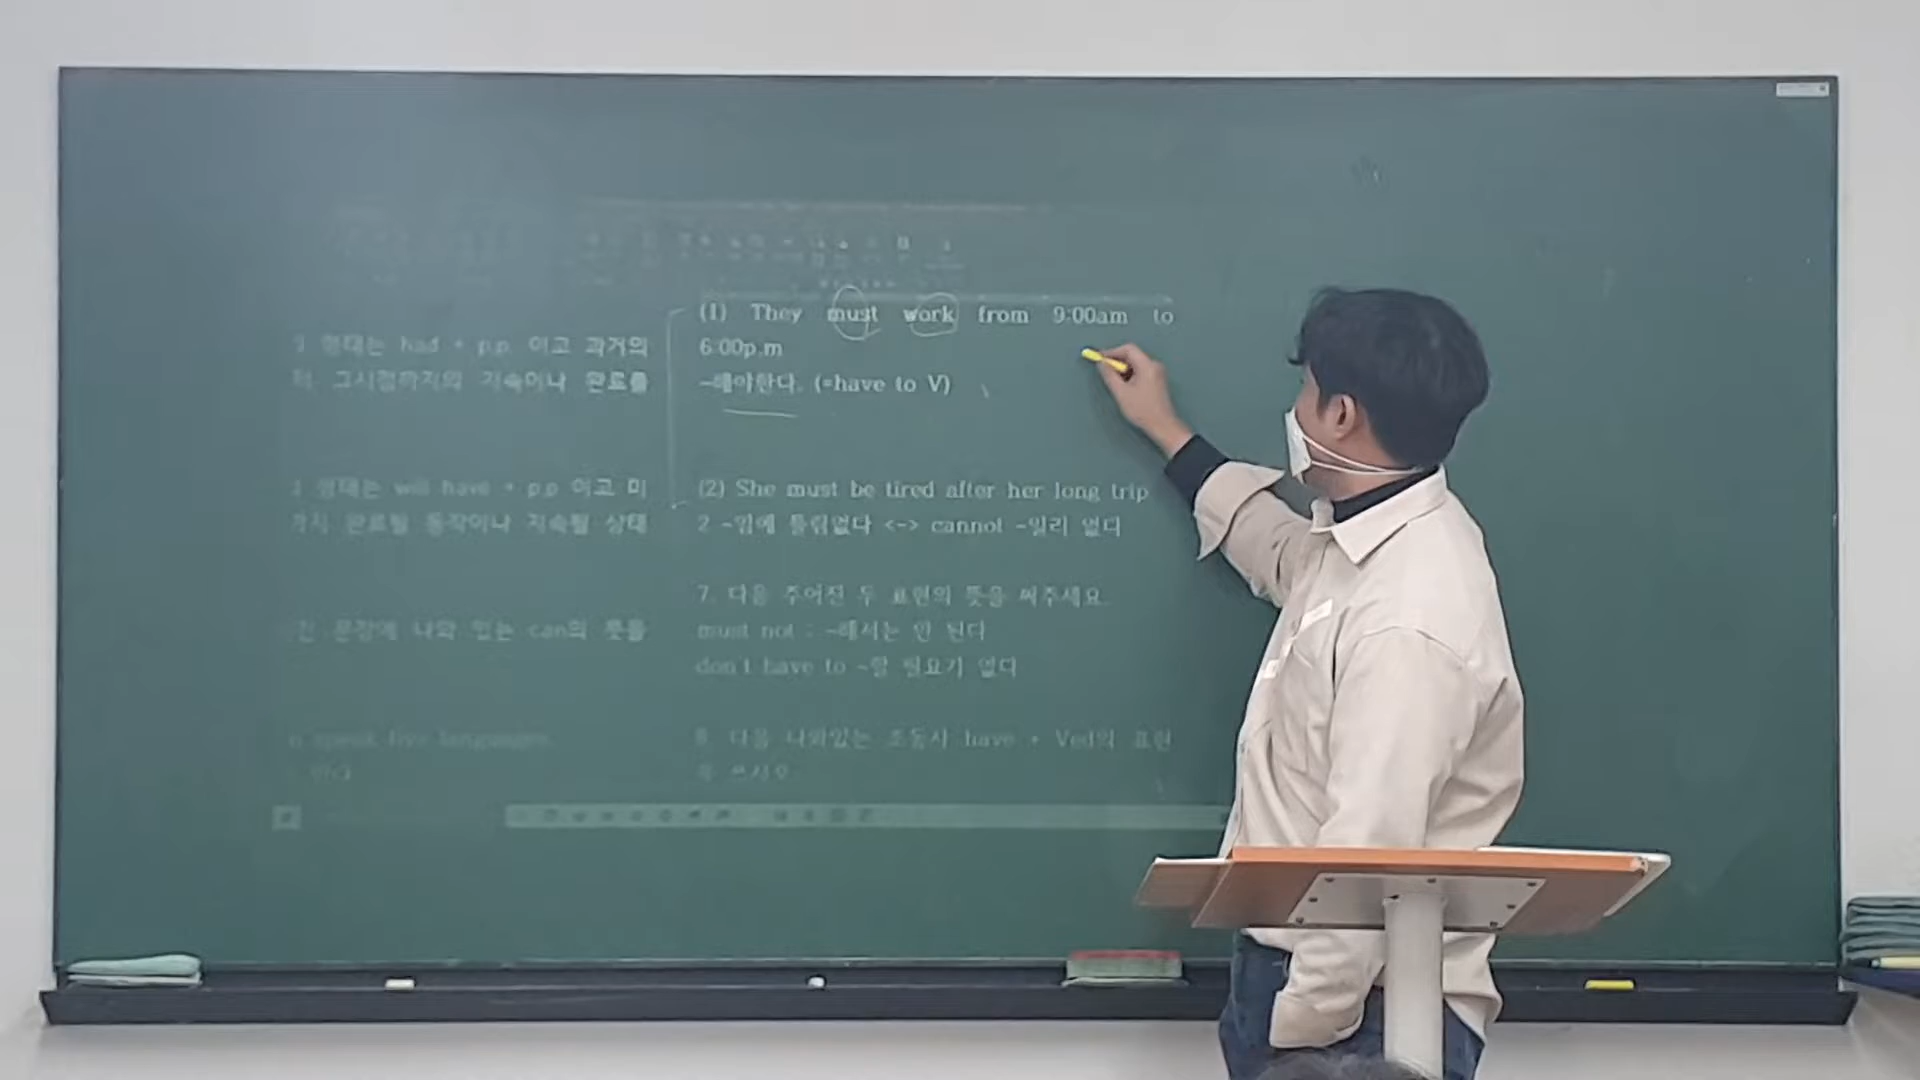 형태는 had + p.p. 이고 과거의
그시점까지의 지속이나 완료를
형태는 will have + p.p 이고 미
완료될 동작이나 지속될 상태
문장에 나와 있는 can의 뜻을
speak five languages.
(1) They must work from 9:00am to
6:00p.m
~해야한다. (=have to V)
(2) She must be tired after her long trip
2 ~임에 틀림없다 <-> cannot ~일리 없다
7. 다음 주어진 두 표현의 뜻을 써주세요.
must not : ~해서는 안 된다
don't have to ~할 필요가 없다
8. 다음 나와있는 조동사 have + Ved의 표현
을 쓰시오